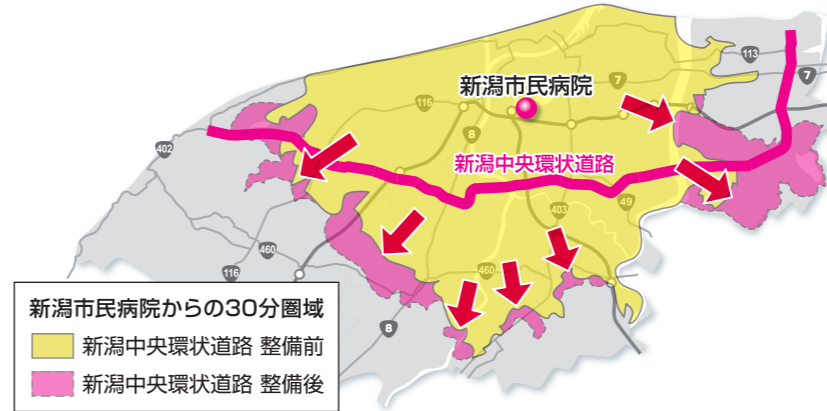 113
7
新潟市民病院
7
116
8
402
新潟中央環状道路
403
49
460
460
116
8
新潟市民病院からの30分圏域
新潟中央環状道路 整備前
新潟中央環状道路 整備後